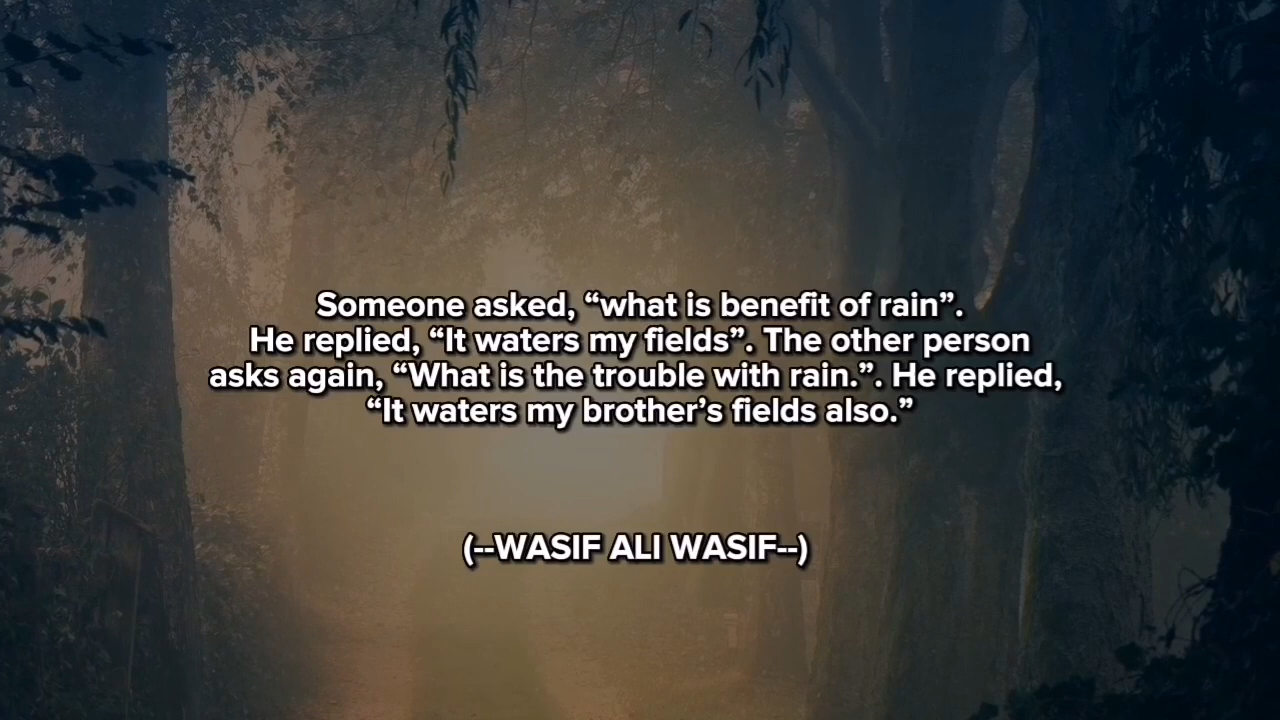 Someone asked, “what is benefit of rain”.
He replied, “It waters my fields”. The other person
asks again, “What is the trouble with rain.”. He replied,
“It waters my brother’s fields also.”
(--WASIF ALI WASIF--)